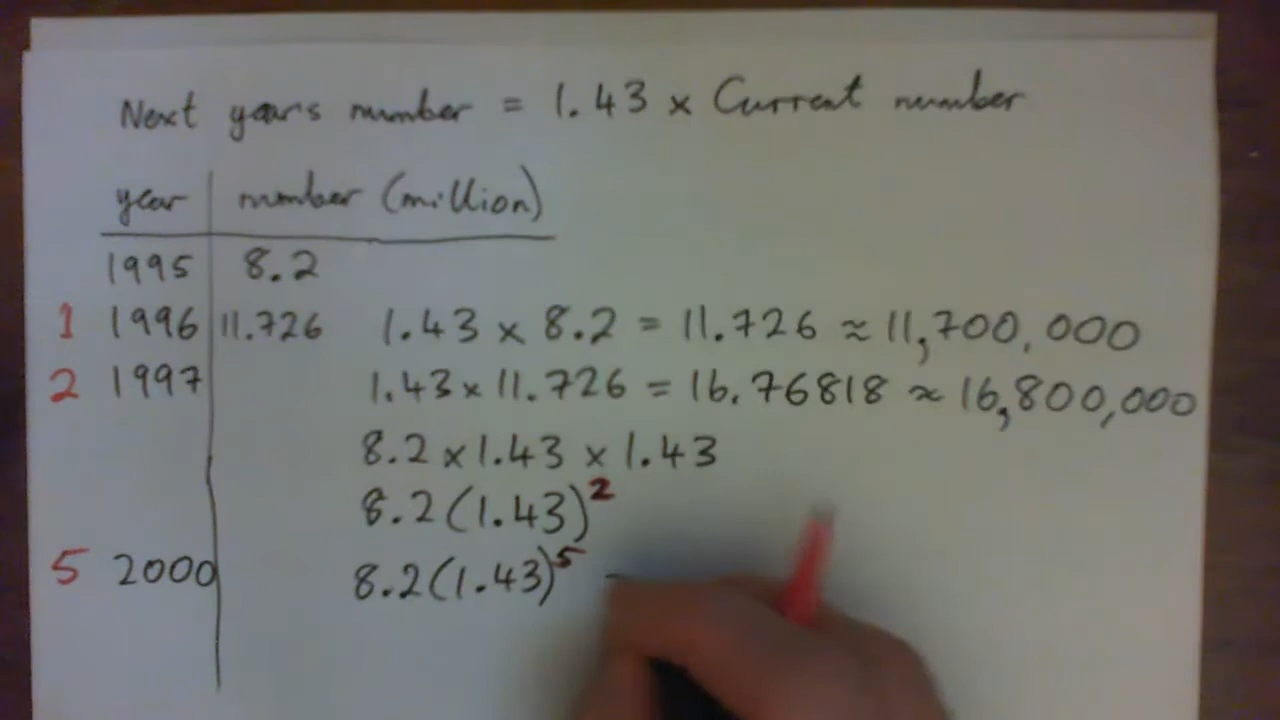 Next years number = 1.43 × Current number
year number (million)
1995 8.2
1 1996 11.726 1.43 × 8.2 = 11.726 ≈ 11,700,000
2 1997 1.43 × 11.726 = 16.76818 ≈ 16,800,000
8.2 × 1.43 × 1.43
8.2(1.43)²
5 2000 8.2(1.43)⁵